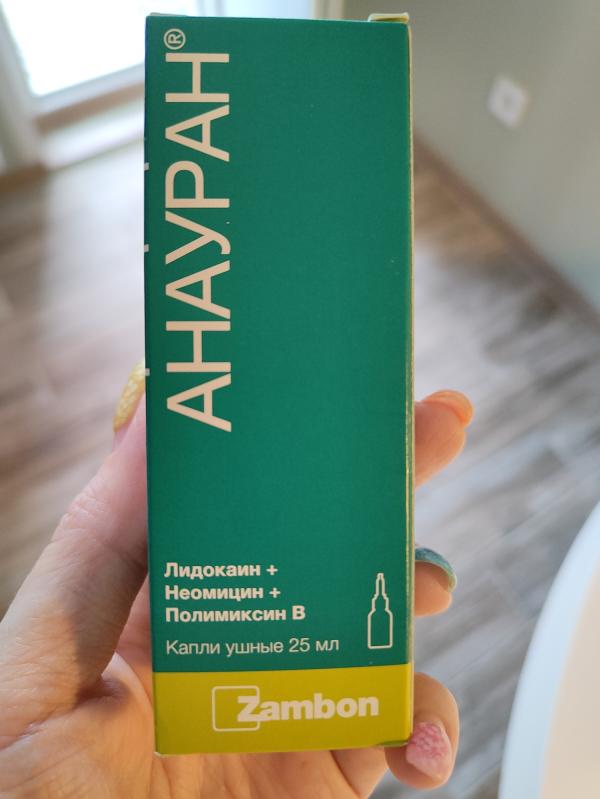 АНАУРАН®
Лидокаин +
Неомицин +
Полимиксин В
Капли ушные 25 мл
Zambon